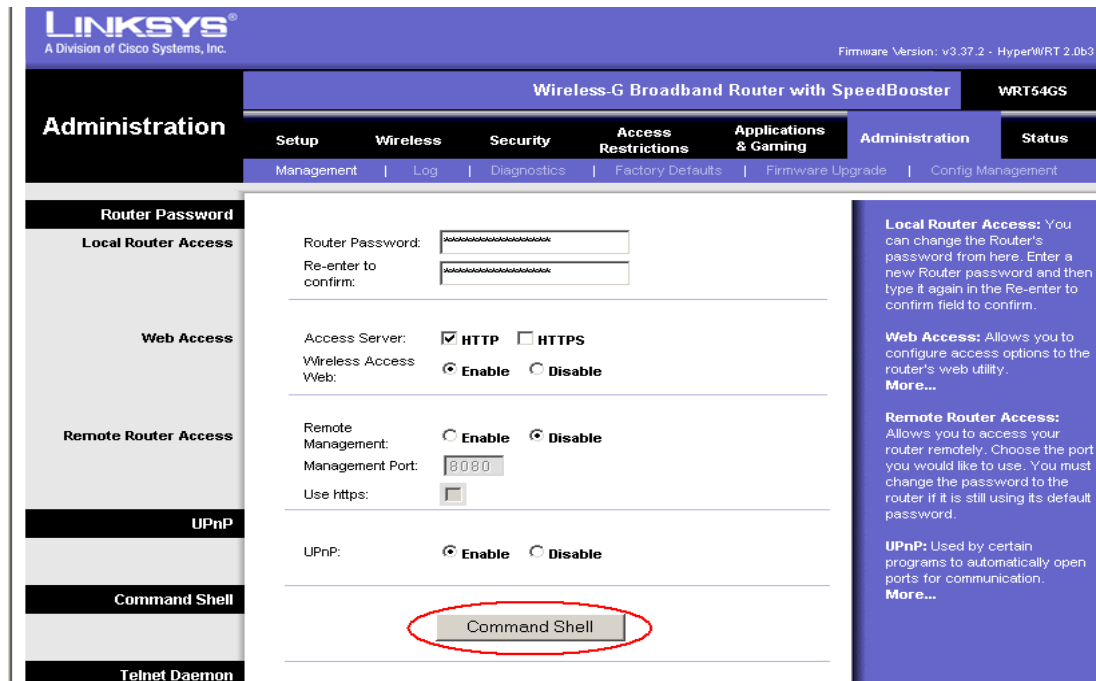 LINKSYS®
A Division of Cisco Systems, Inc.
Firmware Version: v3.37.2 - HyperWRT 2.0b3
Wireless-G Broadband Router with SpeedBooster
WRT54GS
Administration
Setup
Wireless
Security
Access
Restrictions
Applications
& Gaming
Administration
Status
Management | Log | Diagnostics | Factory Defaults | Firmware Upgrade | Config Management
Router Password
Local Router Access
Router Password:
Re-enter to
confirm:
Web Access
Access Server: HTTP HTTPS
Wireless Access
Web:
Enable Disable
Remote Router Access
Remote
Management:
Enable Disable
Management Port: 8080
Use https:
UPnP
UPnP: Enable Disable
Command Shell
Command Shell
Telnet Daemon
Local Router Access: You
can change the Router's
password from here. Enter a
new Router password and then
type it again in the Re-enter to
confirm field to confirm.
Web Access: Allows you to
configure access options to the
router's web utility.
More...
Remote Router Access:
Allows you to access your
router remotely. Choose the port
you would like to use. You must
change the password to the
router if it is still using its default
password.
UPnP: Used by certain
programs to automatically open
ports for communication.
More...